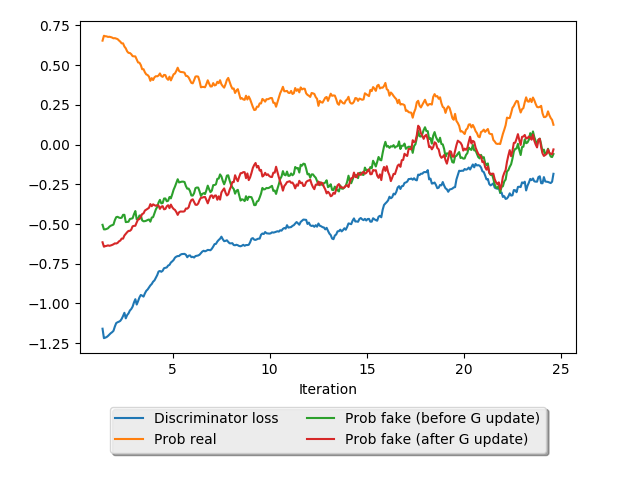 0.75
0.50
0.25
0.00
−0.25
−0.50
−0.75
−1.00
−1.25
5 10 15 20 25
Iteration
Discriminator loss Prob fake (before G update)
Prob real Prob fake (after G update)